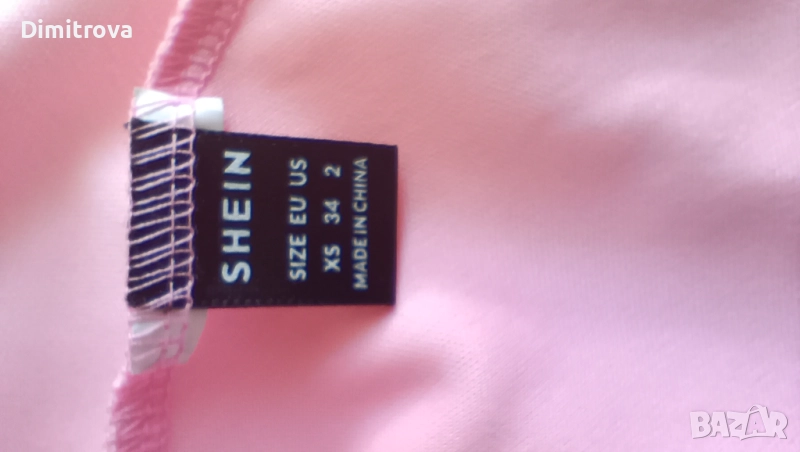 Dimitrova
SHEIN
SIZE EU US
XS 34 2
MADE IN CHINA
BAZAR